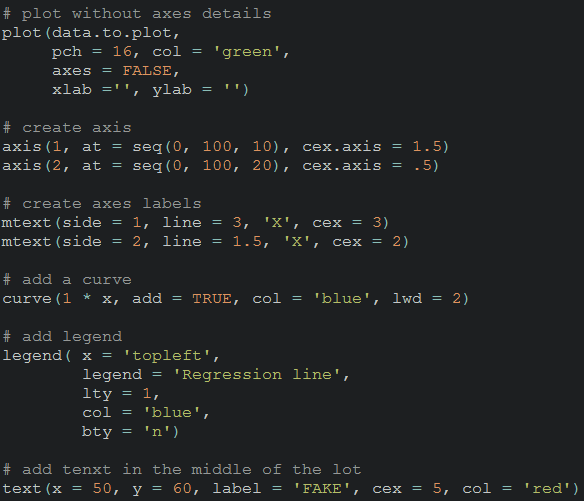 # plot without axes details
plot(data.to.plot,
     pch = 16, col = 'green',
     axes = FALSE,
     xlab ='', ylab = '')

# create axis
axis(1, at = seq(0, 100, 10), cex.axis = 1.5)
axis(2, at = seq(0, 100, 20), cex.axis = .5)

# create axes labels
mtext(side = 1, line = 3, 'X', cex = 3)
mtext(side = 2, line = 1.5, 'X', cex = 2)

# add a curve
curve(1 * x, add = TRUE, col = 'blue', lwd = 2)

# add legend
legend( x = 'topleft',
        legend = 'Regression line',
        lty = 1,
        col = 'blue',
        bty = 'n')

# add tenxt in the middle of the lot
text(x = 50, y = 60, label = 'FAKE', cex = 5, col = 'red')